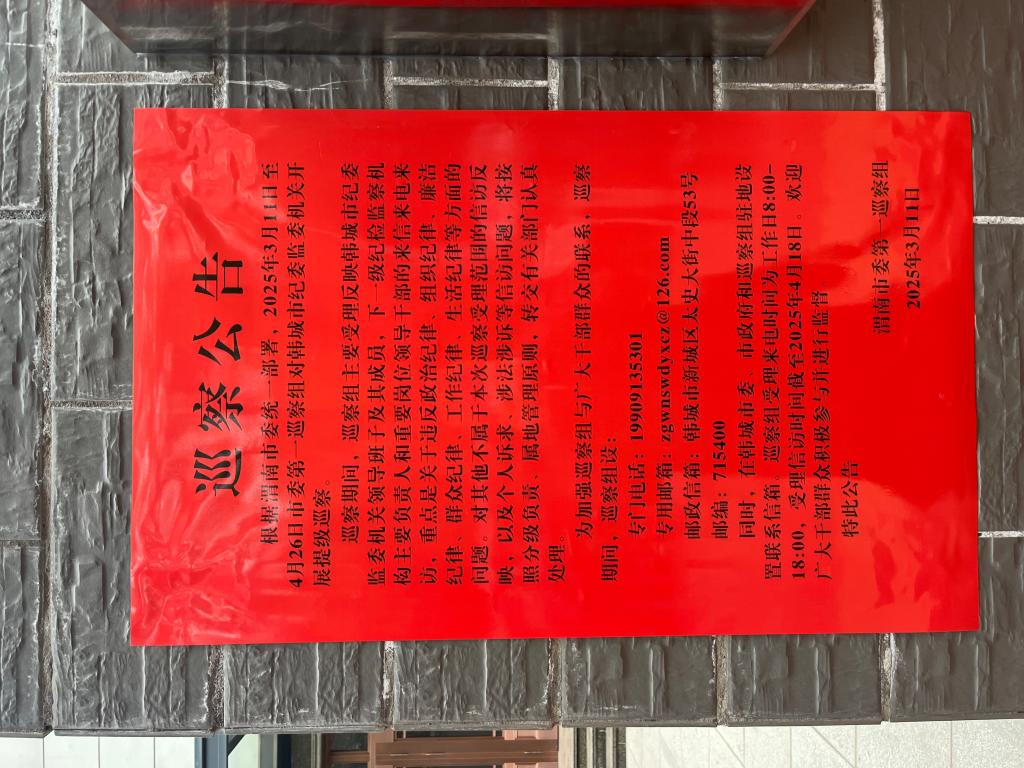 巡察公告
根据渭南市委统一部署，2025年3月11日至
4月26日市委第一巡察组对韩城市纪委监委机关开
展提级巡察。
巡察期间，巡察组主要受理反映韩城市纪委
监委机关领导班子及其成员，下一级纪检监察机
构主要负责人和重要岗位领导干部的来信来电来
访，重点是关于违反政治纪律、组织纪律、廉洁
纪律、群众纪律、工作纪律、生活纪律等方面的
问题。对其他不属于本次巡察受理范围的信访反
映，以及个人诉求、涉法涉诉等信访问题，将按
照分级负责、属地管理原则，转交有关部门认真
处理。
为加强巡察组与广大干部群众的联系，巡察
期间，巡察组设：
专门电话：19909135301
专用邮箱：zgwnswdyxcz@126.com
邮政信箱：韩城市新城区太史大街中段53号
邮编：715400
同时，在韩城市委、市政府和巡察组驻地设
置联系信箱。巡察组受理来电时间为工作日8:00-
18:00，受理信访时间截至2025年4月18日。欢迎
广大干部群众积极参与并进行监督
特此公告
渭南市委第一巡察组
2025年3月11日